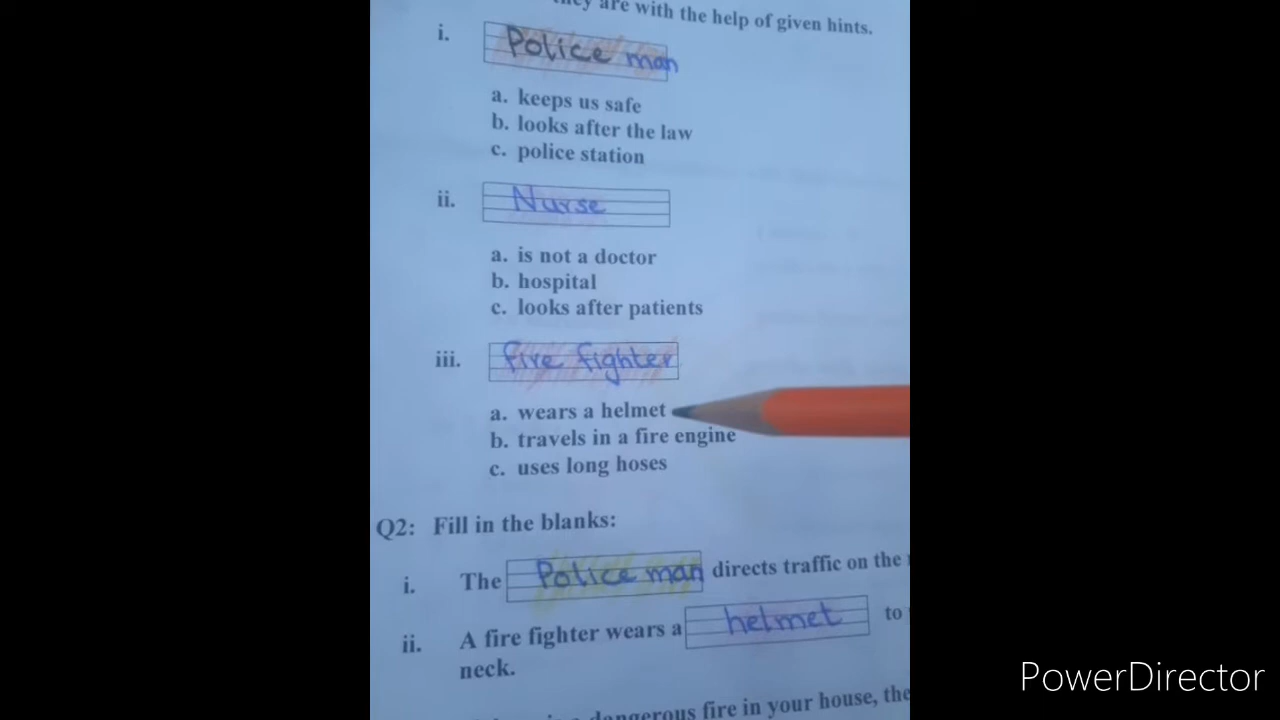 they are with the help of given hints.
i. Police man
a. keeps us safe
b. looks after the law
c. police station
ii. Nurse
a. is not a doctor
b. hospital
c. looks after patients
iii. fire fighter
a. wears a helmet
b. travels in a fire engine
c. uses long hoses
Q2: Fill in the blanks:
i. The Police man directs traffic on the
ii. A fire fighter wears a helmet to
neck.
dangerous fire in your house, the
PowerDirector